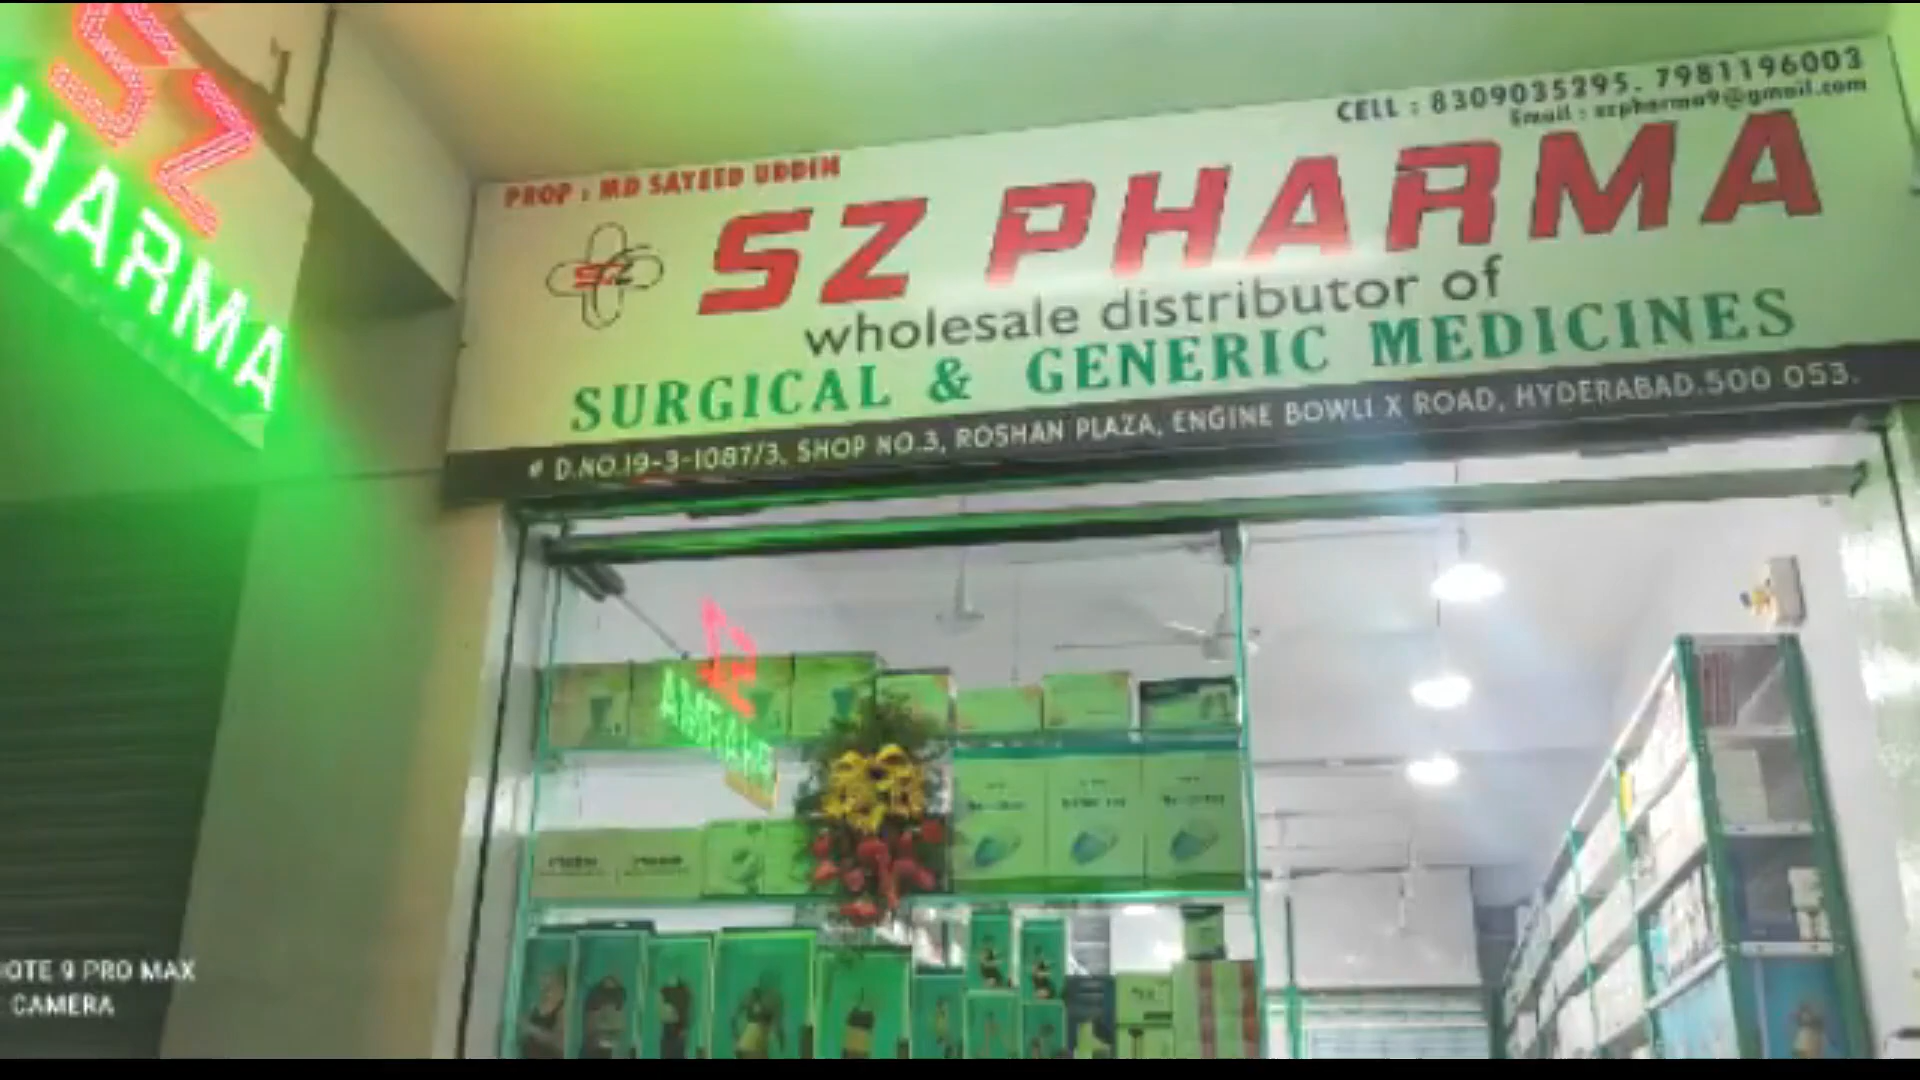 SZ
HARMA
CELL : 8309035295. 7981196003
Email : szpharma9@gmail.com
PROP : MD SAYEED UDDIN
SZ PHARMA
SZ
wholesale distributor of
SURGICAL & GENERIC MEDICINES
# D.NO.19-3-1087/3, SHOP NO.3, ROSHAN PLAZA, ENGINE BOWLI X ROAD, HYDERABAD.500 053.
OTE 9 PRO MAX
CAMERA